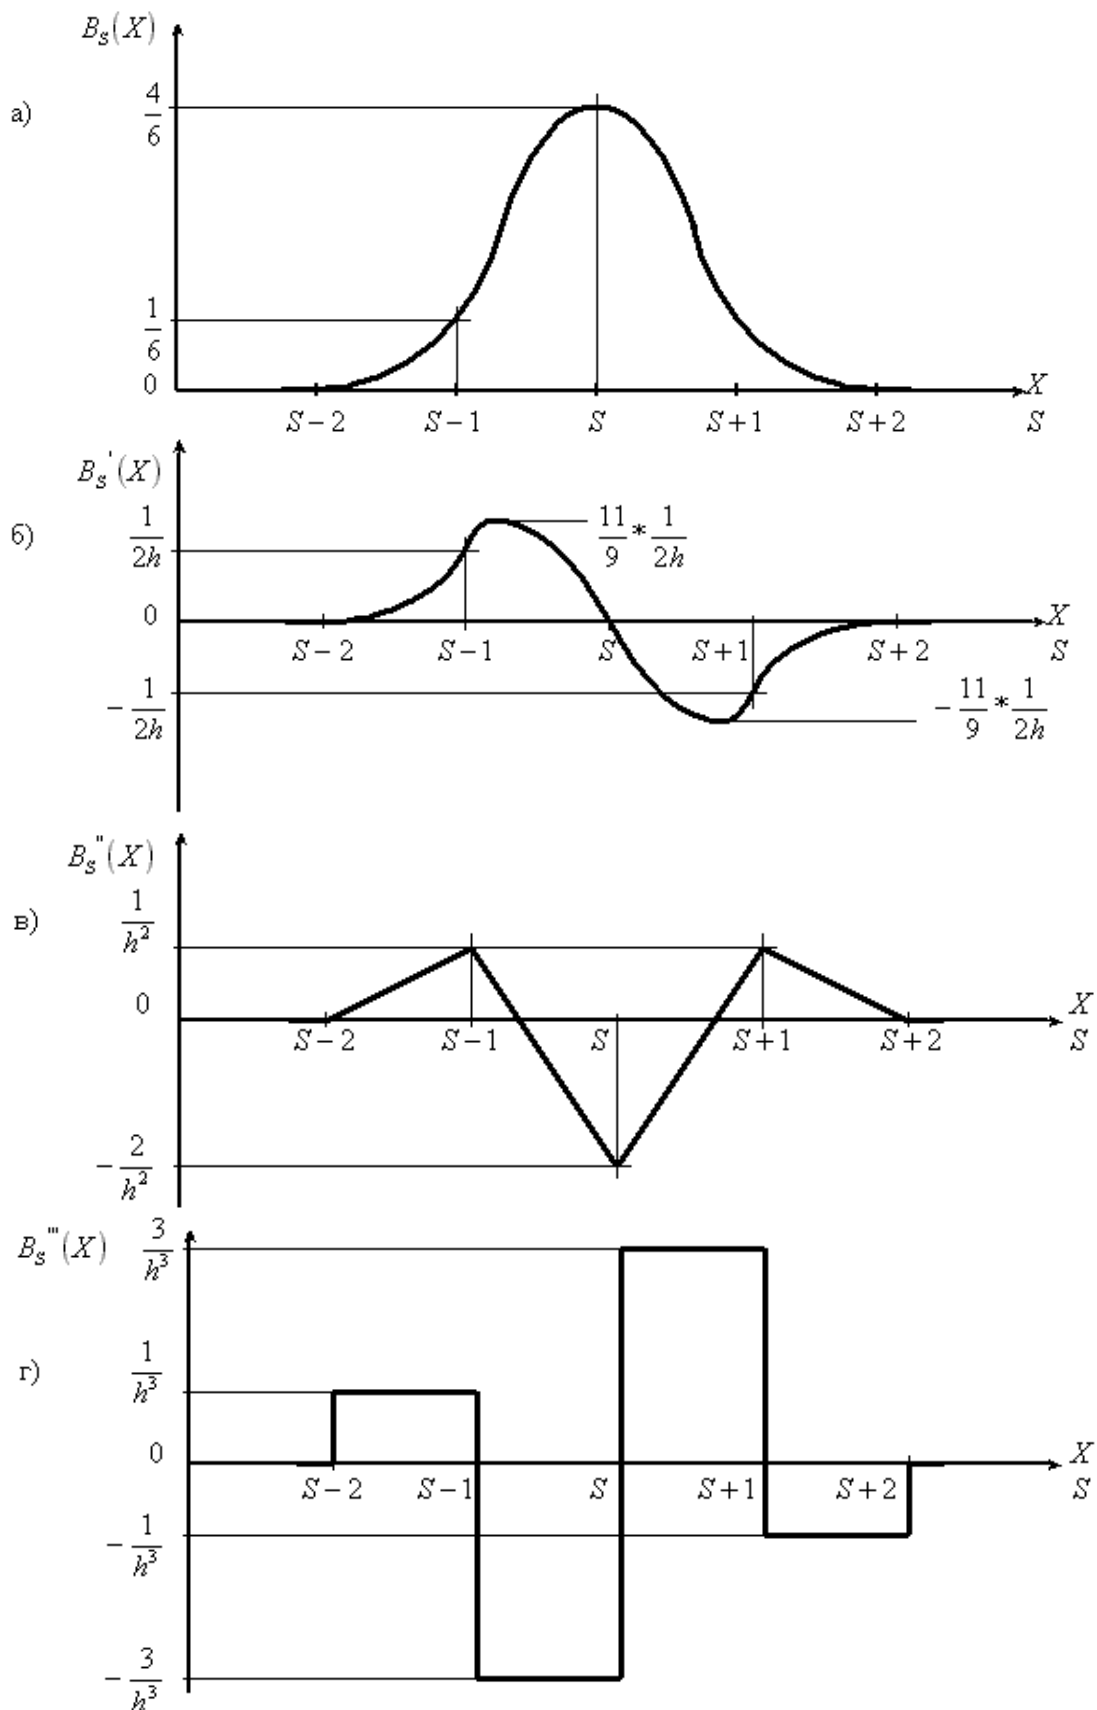 B_s(X)
а)
4/6
1/6
0
X
S−2 S−1 S S+1 S+2 S
B_s'(X)
б)
1/2h
11/9 * 1/2h
0
X
S−2 S−1 S S+1 S+2 S
−1/2h
−11/9 * 1/2h
B_s''(X)
в)
1/h²
0
X
S−2 S−1 S S+1 S+2 S
−2/h²
B_s'''(X)
3/h³
г)
1/h³
0
X
S−2 S−1 S S+1 S+2 S
−1/h³
−3/h³